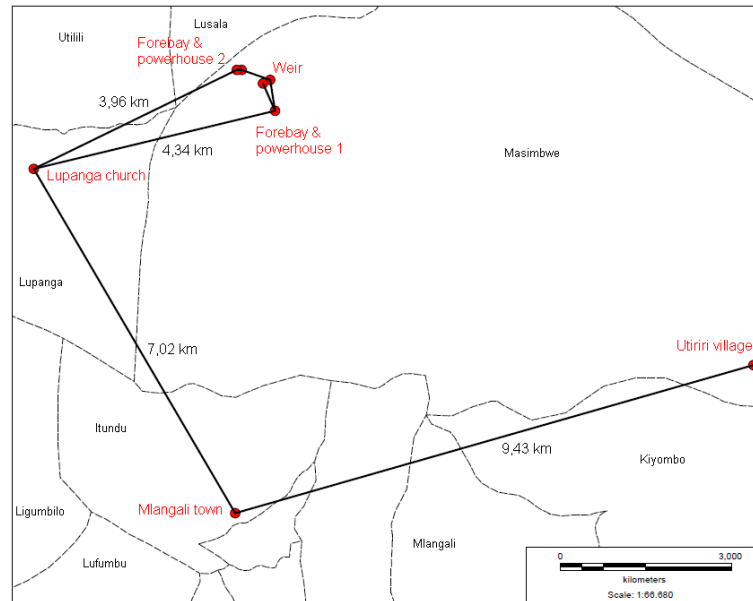 Utilili
Lusala
Forebay &
powerhouse 2
Weir
3,96 km
Forebay &
powerhouse 1
4,34 km
Masimbwe
Lupanga church
Lupanga
7,02 km
Utiriri village
Itundu
9,43 km
Kiyombo
Ligumbilo
Mlangali town
Mlangali
Lufumbu
0
3,000
kilometers
Scale: 1:66.680